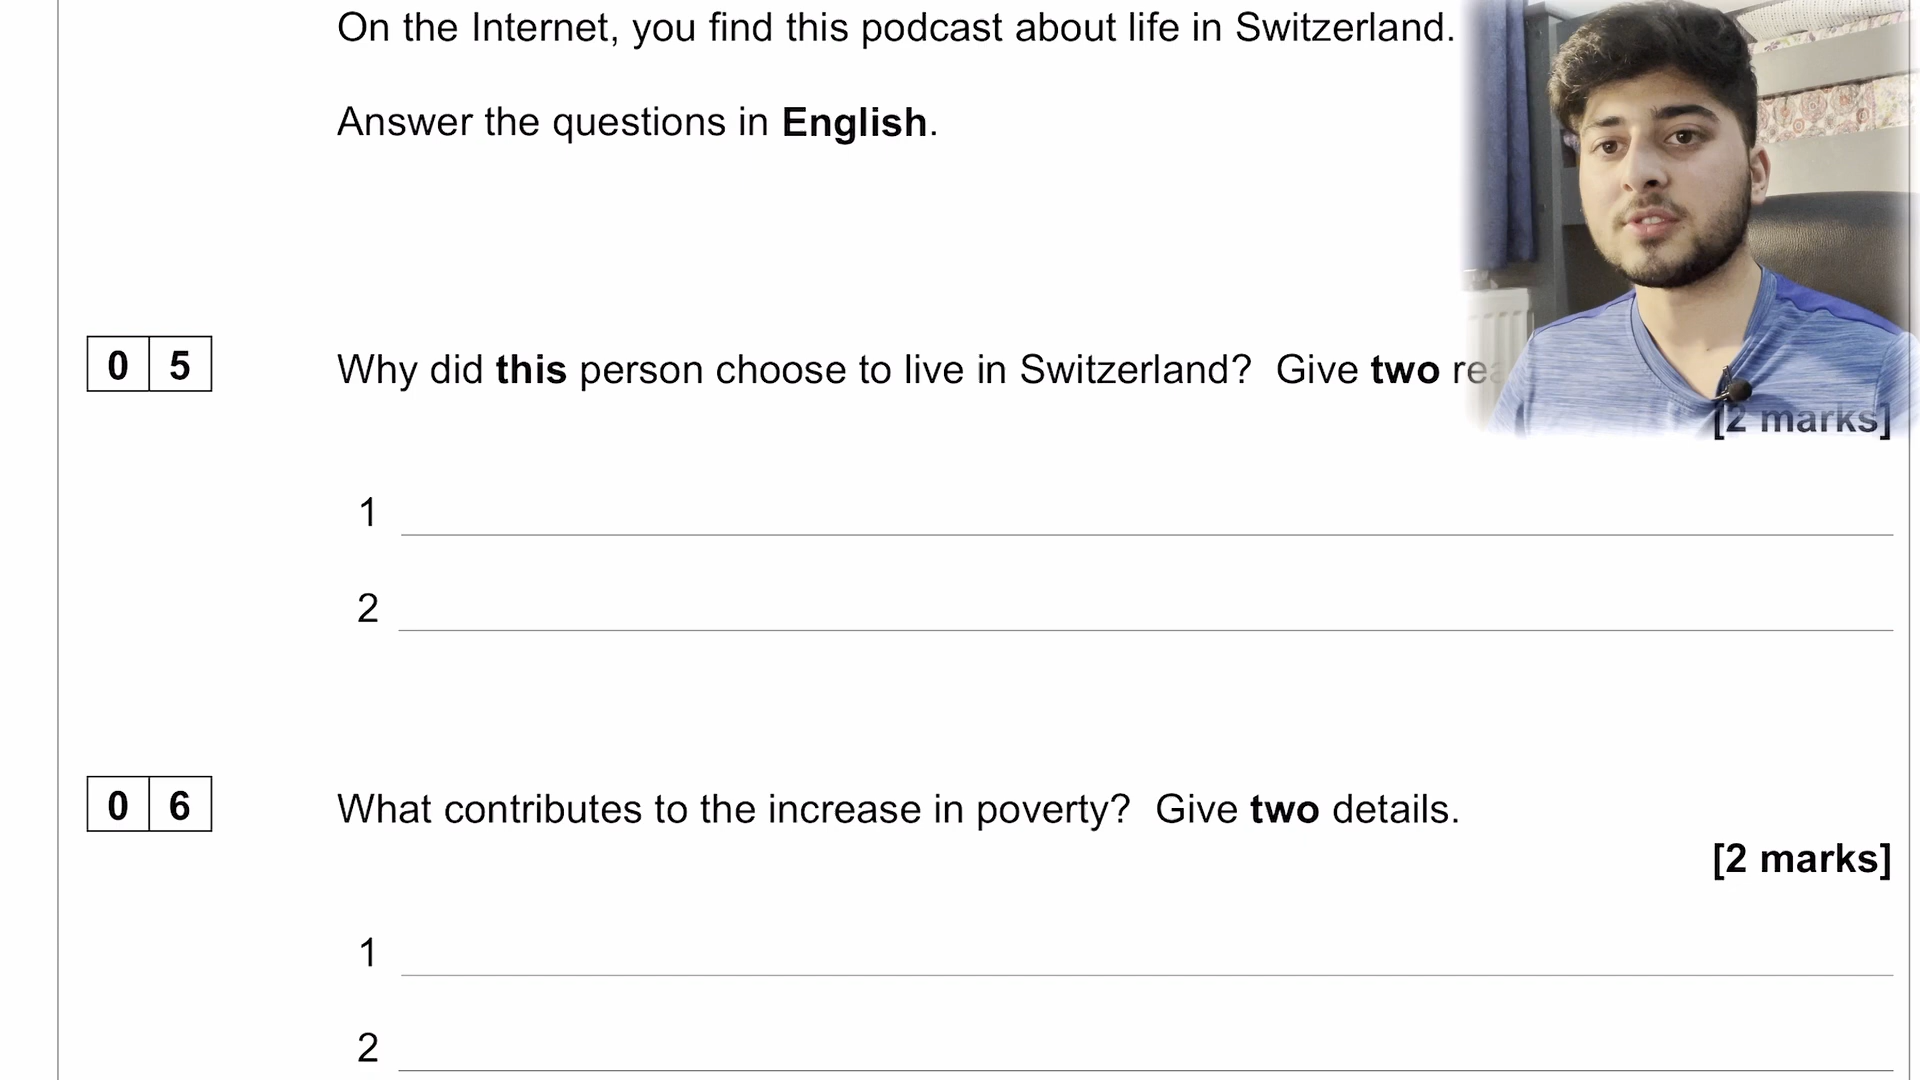 On the Internet, you find this podcast about life in Switzerland.
Answer the questions in English.
0 5 Why did this person choose to live in Switzerland? Give two
[2 marks]
1
2
0 6 What contributes to the increase in poverty? Give two details.
[2 marks]
1
2